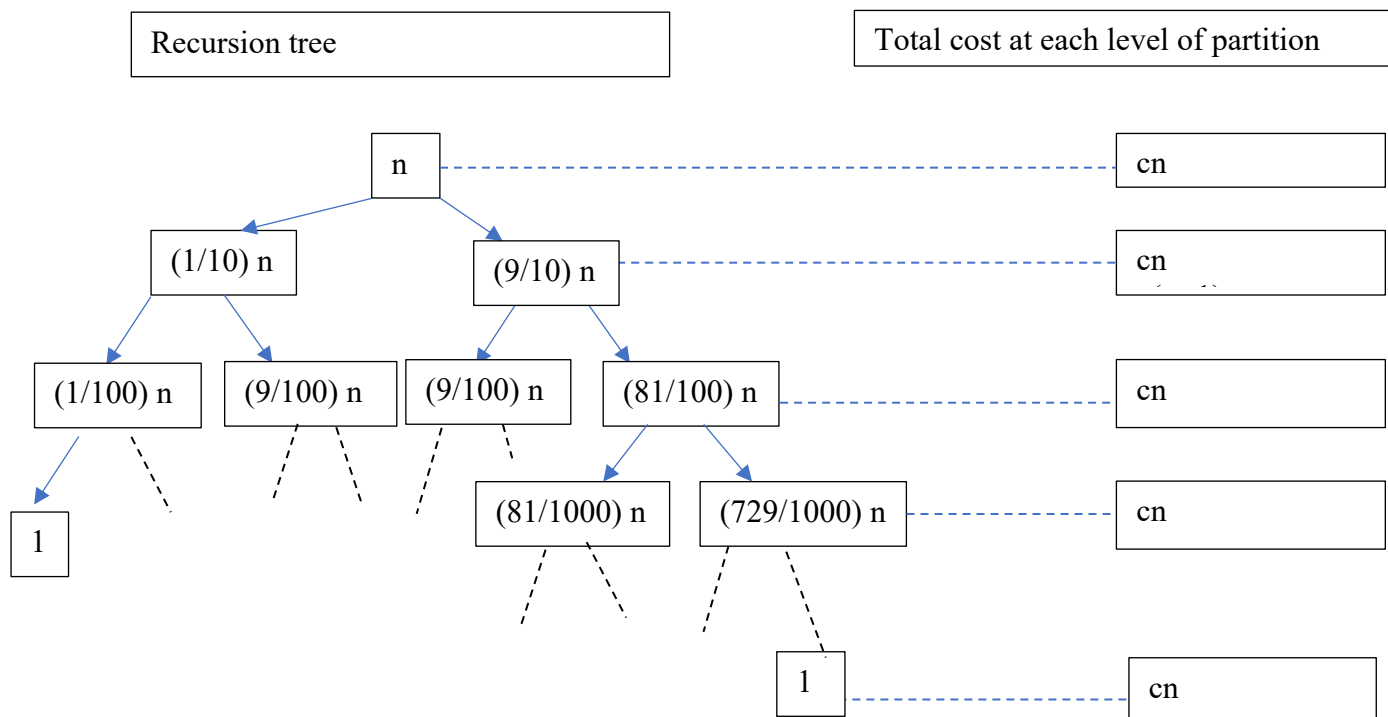 Recursion tree
Total cost at each level of partition
n
cn
(1/10) n
(9/10) n
cn
(1/100) n
(9/100) n
(9/100) n
(81/100) n
cn
1
(81/1000) n
(729/1000) n
cn
1
cn